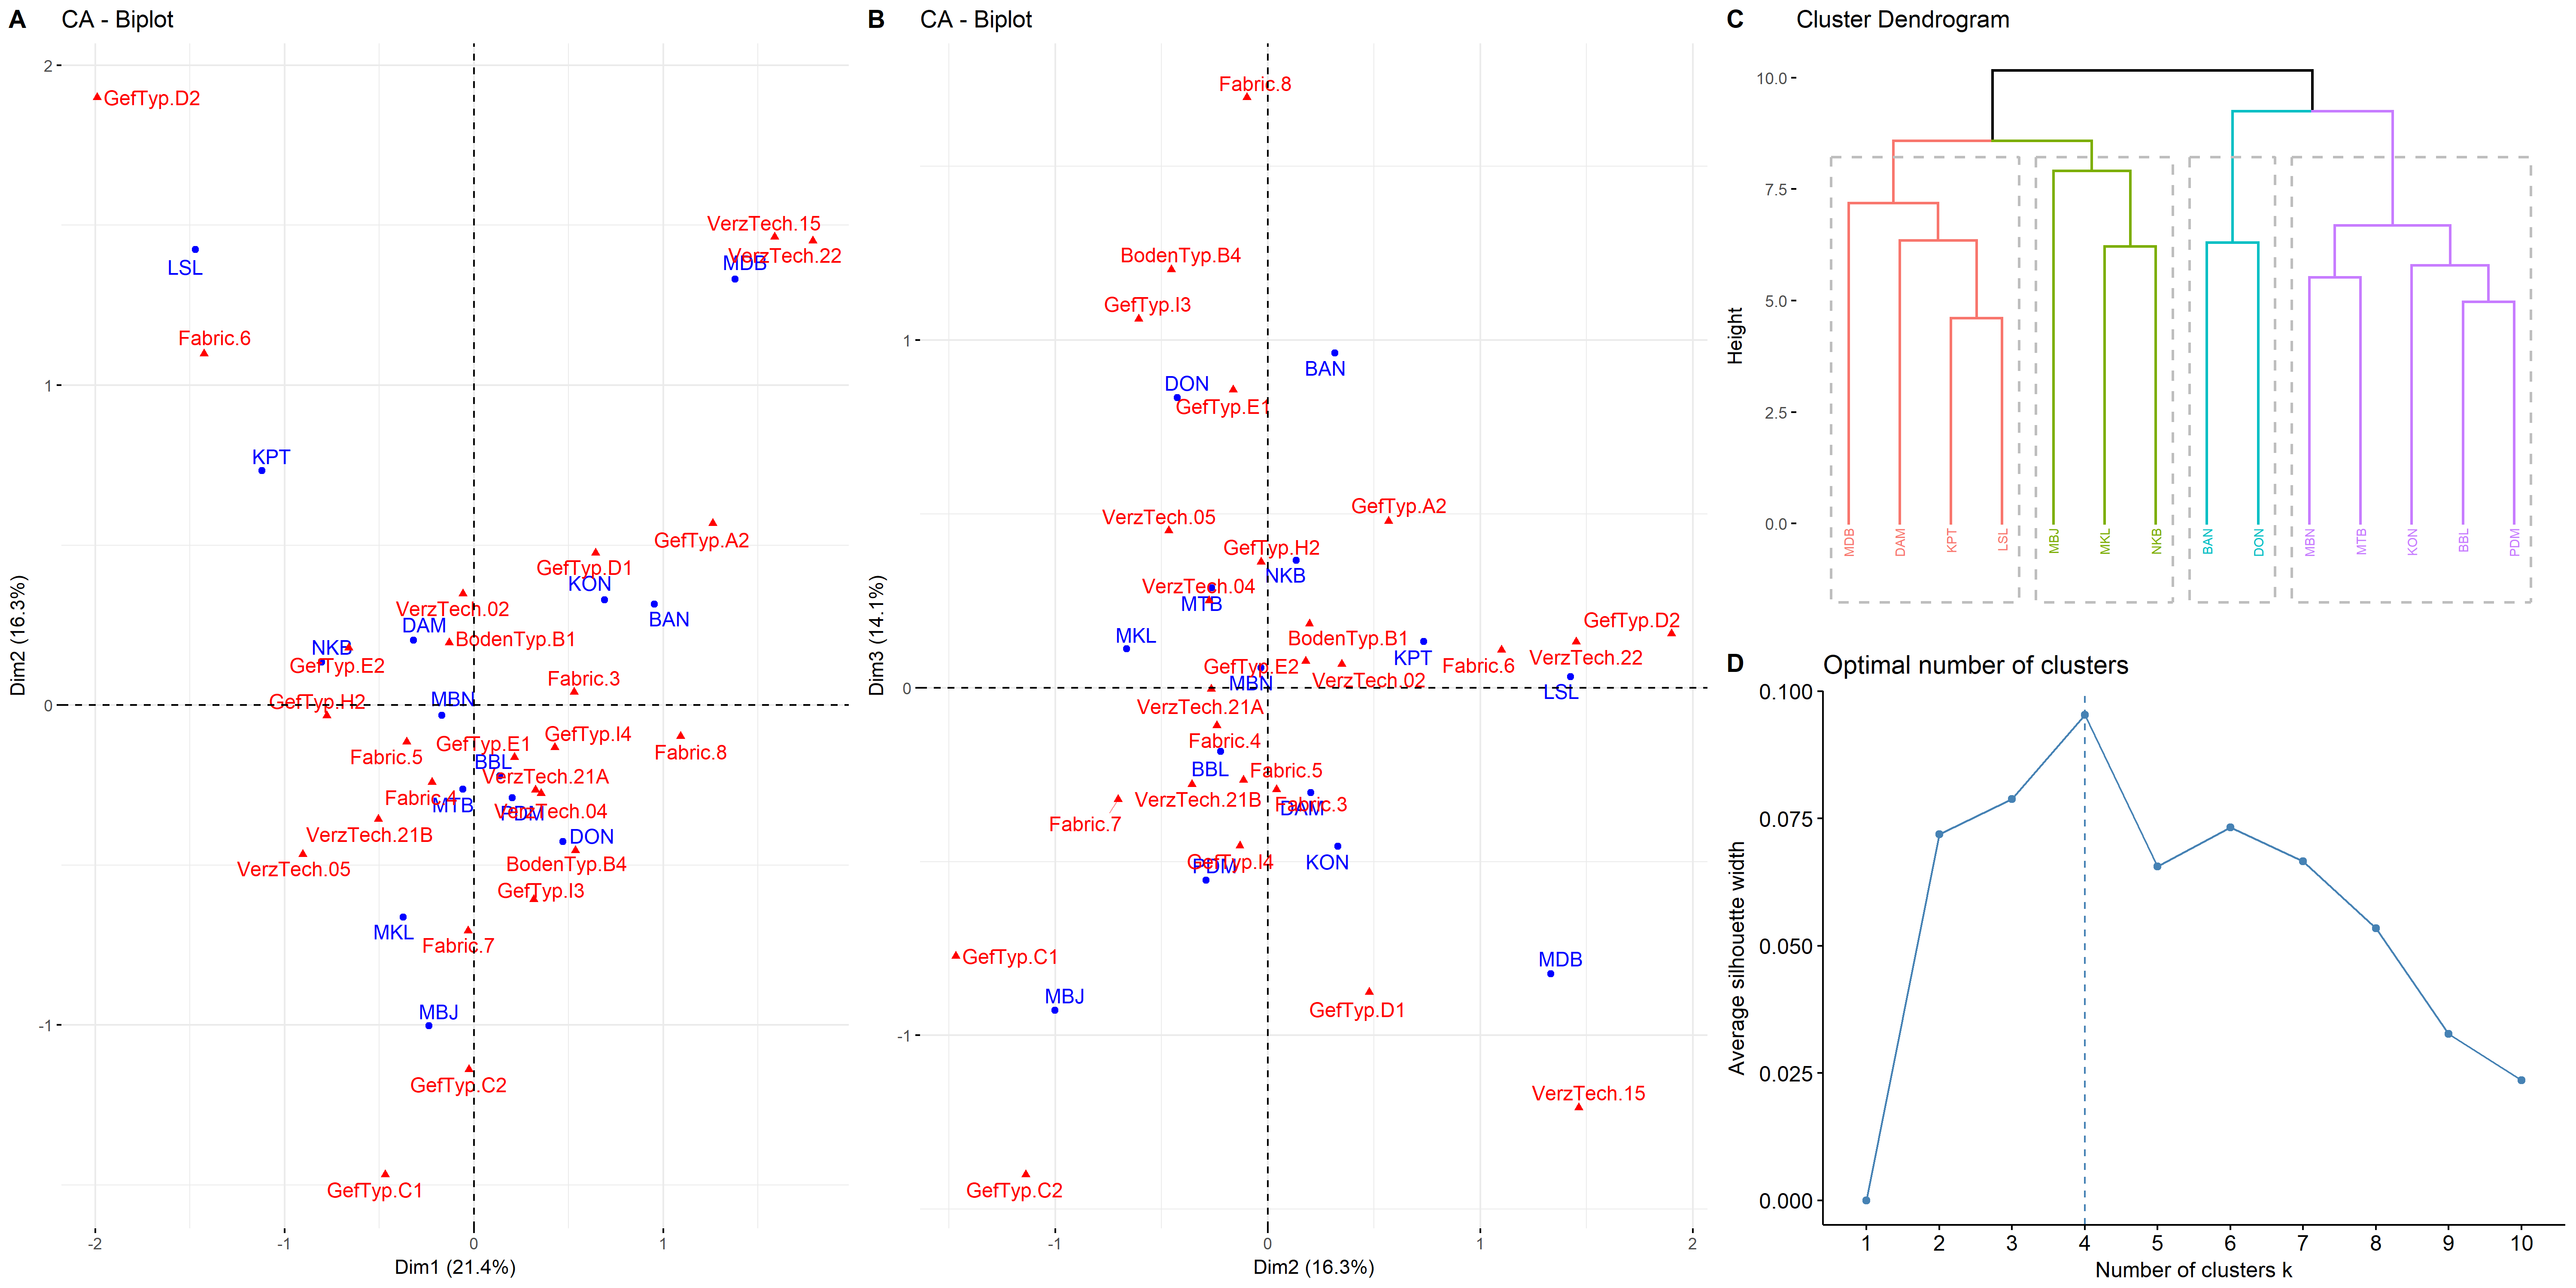 A CA - Biplot
2
1
0
-1
-2
-1
0
1
Dim2 (16.3%)
Dim1 (21.4%)
GefTyp.D2
VerzTech.15
VerzTech.22
MDB
LSL
Fabric.6
KPT
GefTyp.A2
GefTyp.D1
KON
BAN
VerzTech.02
DAM
BodenTyp.B1
NKB
GefTyp.E2
Fabric.3
GefTyp.H2
MBN
GefTyp.I4
GefTyp.E1
Fabric.8
Fabric.5
BBL
VerzTech.21A
Fabric.4
MTB
PDM
VerzTech.04
VerzTech.21B
DON
VerzTech.05
BodenTyp.B4
GefTyp.I3
MKL
Fabric.7
MBJ
GefTyp.C2
GefTyp.C1
B CA - Biplot
1
0
-1
-1
0
1
2
Dim3 (14.1%)
Dim2 (16.3%)
Fabric.8
BodenTyp.B4
GefTyp.I3
BAN
DON
GefTyp.E1
GefTyp.A2
VerzTech.05
GefTyp.H2
NKB
VerzTech.04
MTB
GefTyp.D2
MKL
BodenTyp.B1
KPT
VerzTech.22
Fabric.6
GefTyp.E2
VerzTech.02
MBN
LSL
VerzTech.21A
Fabric.4
BBL
Fabric.5
VerzTech.21B
Fabric.3
DAM
Fabric.7
GefTyp.I4
PDM
KON
GefTyp.C1
MDB
MBJ
GefTyp.D1
VerzTech.15
GefTyp.C2
C Cluster Dendrogram
10.0
7.5
5.0
2.5
0.0
Height
MDB
DAM
KPT
LSL
MBJ
MKL
NKB
BAN
DON
MBN
MTB
KON
BBL
PDM
D Optimal number of clusters
0.100
0.075
0.050
0.025
0.000
Average silhouette width
1 2 3 4 5 6 7 8 9 10
Number of clusters k